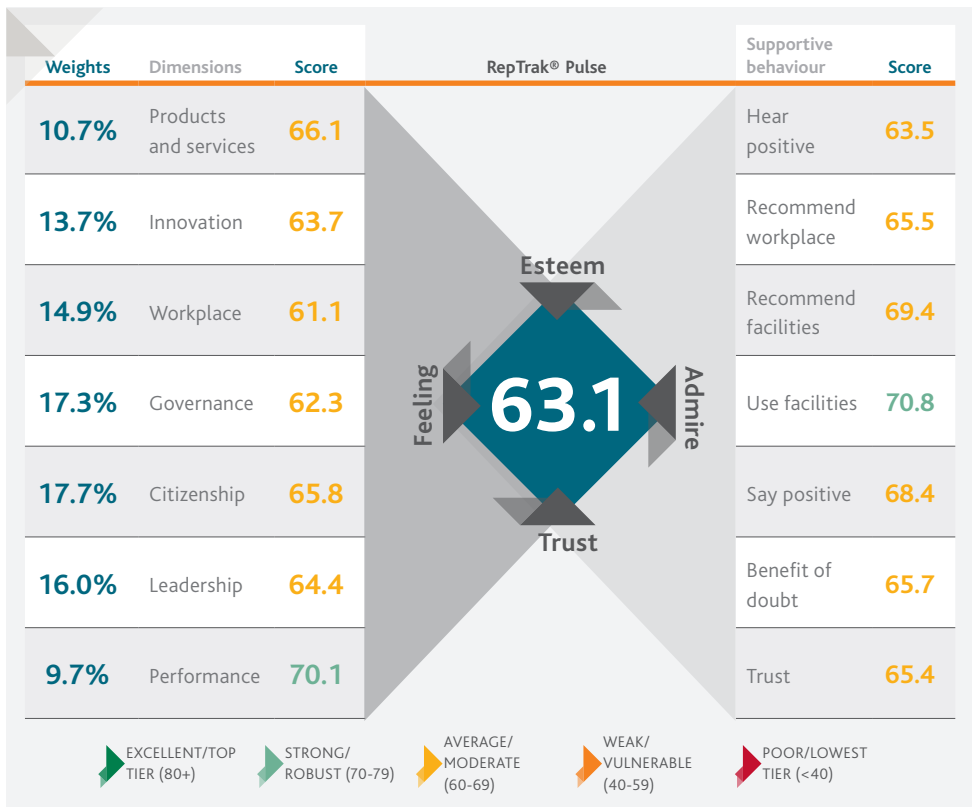 Weights Dimensions Score
10.7% Products
and services 66.1
13.7% Innovation 63.7
14.9% Workplace 61.1
17.3% Governance 62.3
17.7% Citizenship 65.8
16.0% Leadership 64.4
9.7% Performance 70.1
RepTrak® Pulse
Esteem
Feeling
63.1
Admire
Trust
Supportive
behaviour Score
Hear
positive 63.5
Recommend
workplace 65.5
Recommend
facilities 69.4
Use facilities 70.8
Say positive 68.4
Benefit of
doubt 65.7
Trust 65.4
EXCELLENT/TOP
TIER (80+)
STRONG/
ROBUST (70-79)
AVERAGE/
MODERATE
(60-69)
WEAK/
VULNERABLE
(40-59)
POOR/LOWEST
TIER (<40)